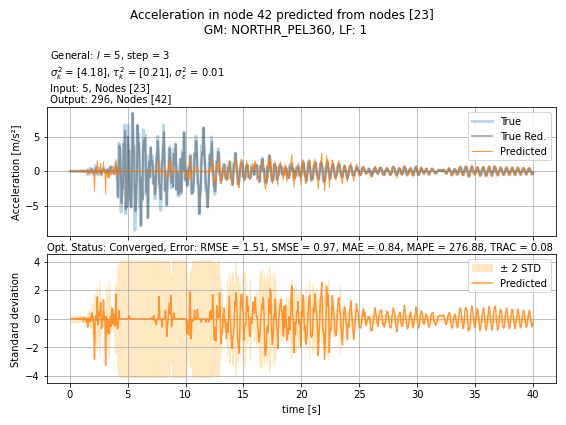 Acceleration in node 42 predicted from nodes [23]
GM: NORTHR_PEL360, LF: 1
General: l = 5, step = 3
σ²ₖ = [4.18], τ²ₖ = [0.21], σ²ε = 0.01
Input: 5, Nodes [23]
Output: 296, Nodes [42]
True
True Red.
Predicted
Acceleration [m/s²]
5
0
−5
Opt. Status: Converged, Error: RMSE = 1.51, SMSE = 0.97, MAE = 0.84, MAPE = 276.88, TRAC = 0.08
± 2 STD
Predicted
Standard deviation
4
2
0
−2
−4
0 5 10 15 20 25 30 35 40
time [s]